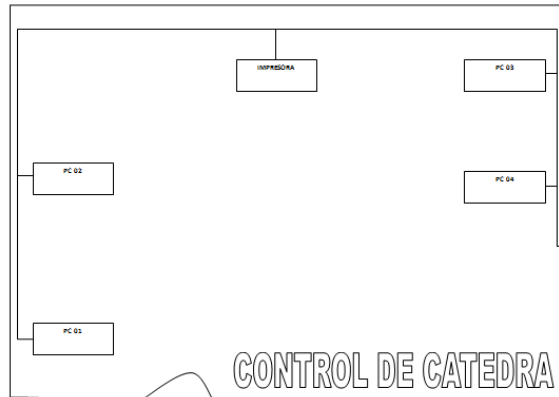 IMPRESORA
PC 03
PC 02
PC 04
PC 01
CONTROL DE CATEDRA